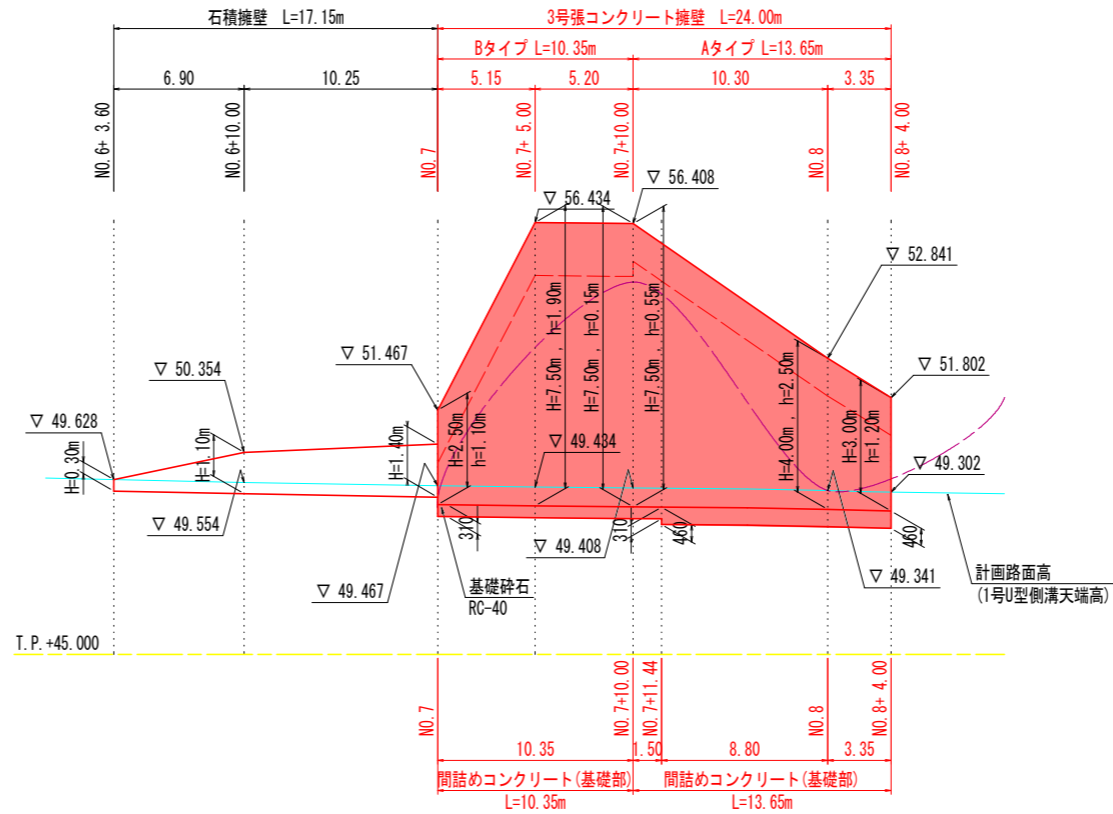 石積擁壁 L=17.15m
3号張コンクリート擁壁 L=24.00m
Bタイプ L=10.35m
Aタイプ L=13.65m
6.90
10.25
5.15
5.20
10.30
3.35
NO.6+ 3.60
NO.6+10.00
NO.7
NO.7+ 5.00
NO.7+10.00
NO.8
NO.8+ 4.00
▽ 56.434
▽ 56.408
▽ 52.841
▽ 51.467
▽ 50.354
▽ 51.802
▽ 49.628
H=0.30m
H=1.10m
H=1.40m
H=2.50m
h=1.10m
H=7.50m , h=1.90m
H=7.50m , h=0.15m
H=7.50m , h=0.55m
H=4.00m , h=2.50m
H=3.00m
h=1.20m
▽ 49.434
▽ 49.302
▽ 49.554
310
310
460
460
▽ 49.408
▽ 49.467
▽ 49.341
基礎砕石
RC-40
計画路面高
(1号U型側溝天端高)
T.P.+45.000
NO.7
NO.7+10.00
NO.7+11.44
NO.8
NO.8+ 4.00
10.35
1.50
8.80
3.35
間詰めコンクリート(基礎部)
L=10.35m
間詰めコンクリート(基礎部)
L=13.65m